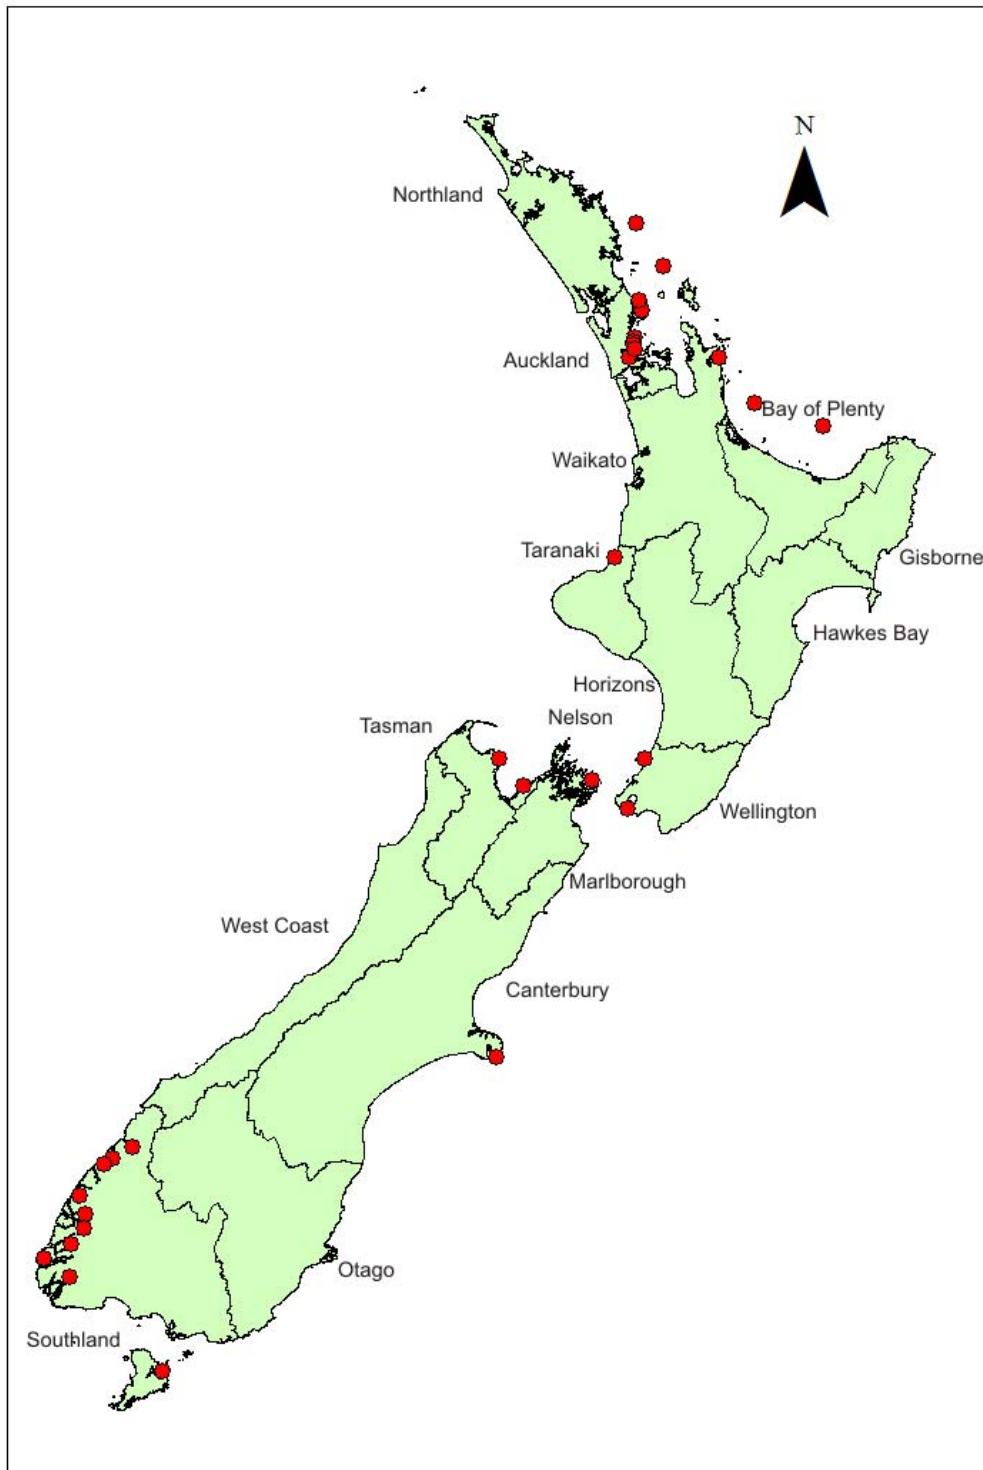 N
Northland
Auckland
Bay of Plenty
Waikato
Taranaki
Gisborne
Hawkes Bay
Horizons
Nelson
Tasman
Wellington
Marlborough
West Coast
Canterbury
Otago
Southland